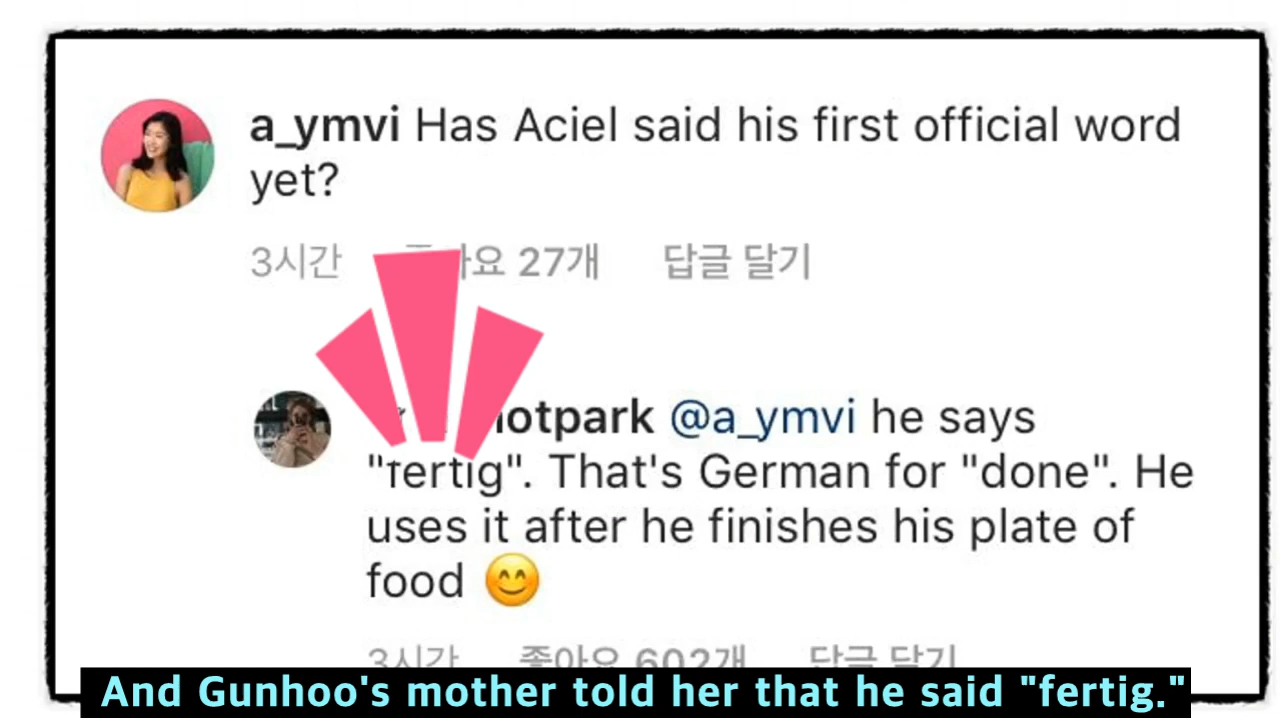 a_ymvi Has Aciel said his first official word
yet?
3시간 27개 답글 달기
@a_ymvi he says
"fertig". That's German for "done". He
uses it after he finishes his plate of
food 😊
3시간 좋아요 602개 답글 달기
And Gunhoo's mother told her that he said "fertig."